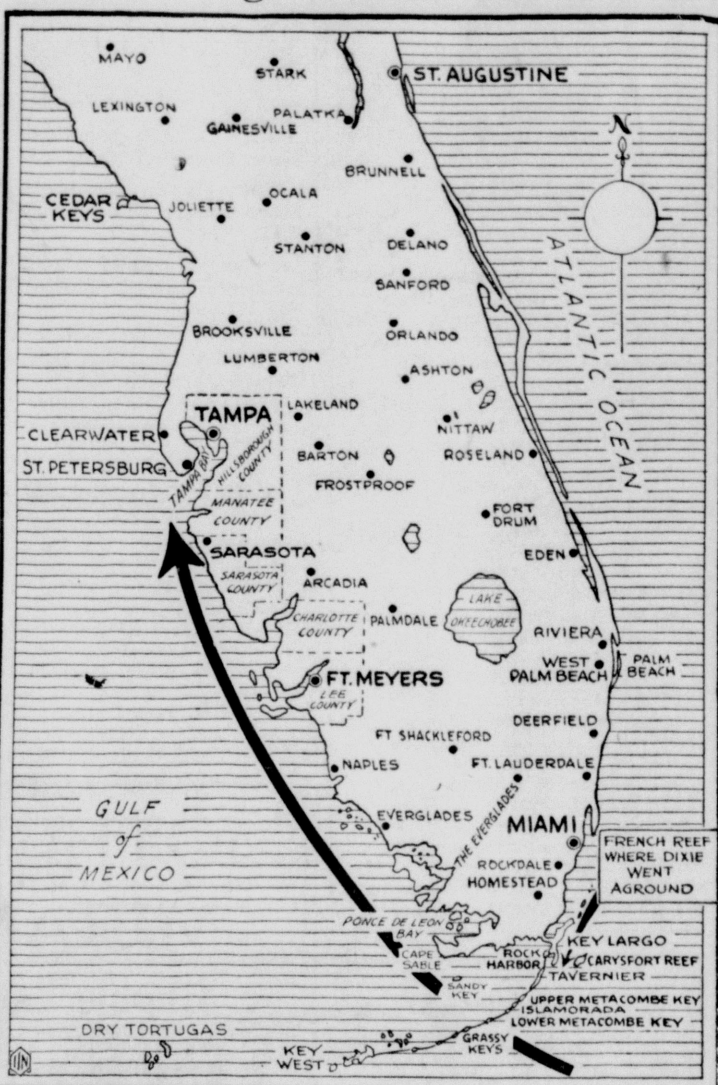 MAYO
STARK
ST. AUGUSTINE
LEXINGTON
GAINESVILLE
PALATKA
N
BRUNNELL
CEDAR
KEYS
JOLIETTE
OCALA
STANTON
DELANO
SANFORD
ATLANTIC OCEAN
BROOKSVILLE
ORLANDO
LUMBERTON
ASHTON
TAMPA
LAKELAND
CLEARWATER
NITTAW
ST. PETERSBURG
TAMPA BAY
HILLSBOROUGH
COUNTY
BARTON
ROSELAND
FROSTPROOF
MANATEE
COUNTY
FORT
DRUM
SARASOTA
EDEN
SARASOTA
COUNTY
ARCADIA
LAKE
OKEECHOBEE
CHARLOTTE
COUNTY
PALMDALE
RIVIERA
WEST
PALM BEACH
PALM
BEACH
FT. MEYERS
LEE
COUNTY
DEERFIELD
FT SHACKLEFORD
NAPLES
FT. LAUDERDALE
GULF
of
MEXICO
EVERGLADES
THE EVERGLADES
MIAMI
FRENCH REEF
WHERE DIXIE
WENT
AGROUND
ROCKDALE
HOMESTEAD
PONCE DE LEON
BAY
CAPE
SABLE
ROCK
HARBOR
KEY LARGO
CARYSFORT REEF
TAVERNIER
SANDY
KEY
UPPER METACOMBE KEY
ISLAMORADA
LOWER METACOMBE KEY
DRY TORTUGAS
GRASSY
KEYS
KEY
WEST